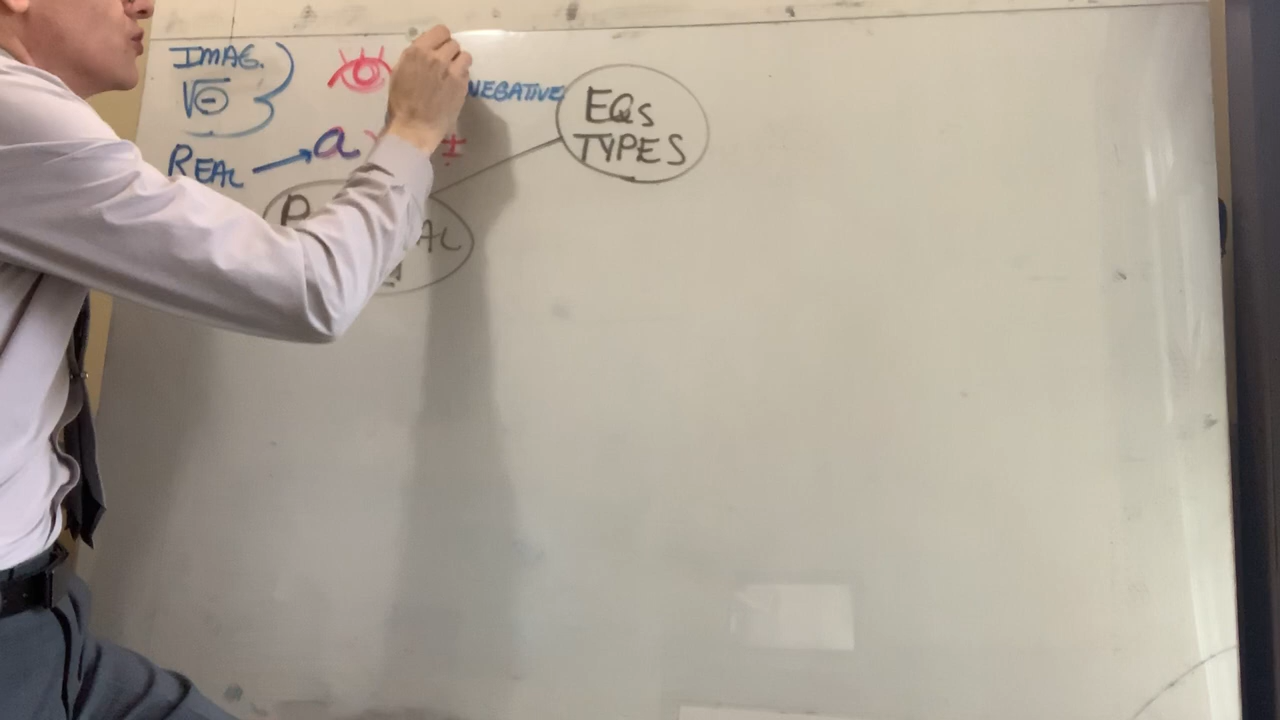 IMAG.
√-
NEGATIVE
REAL → a
±
EQs
TYPES